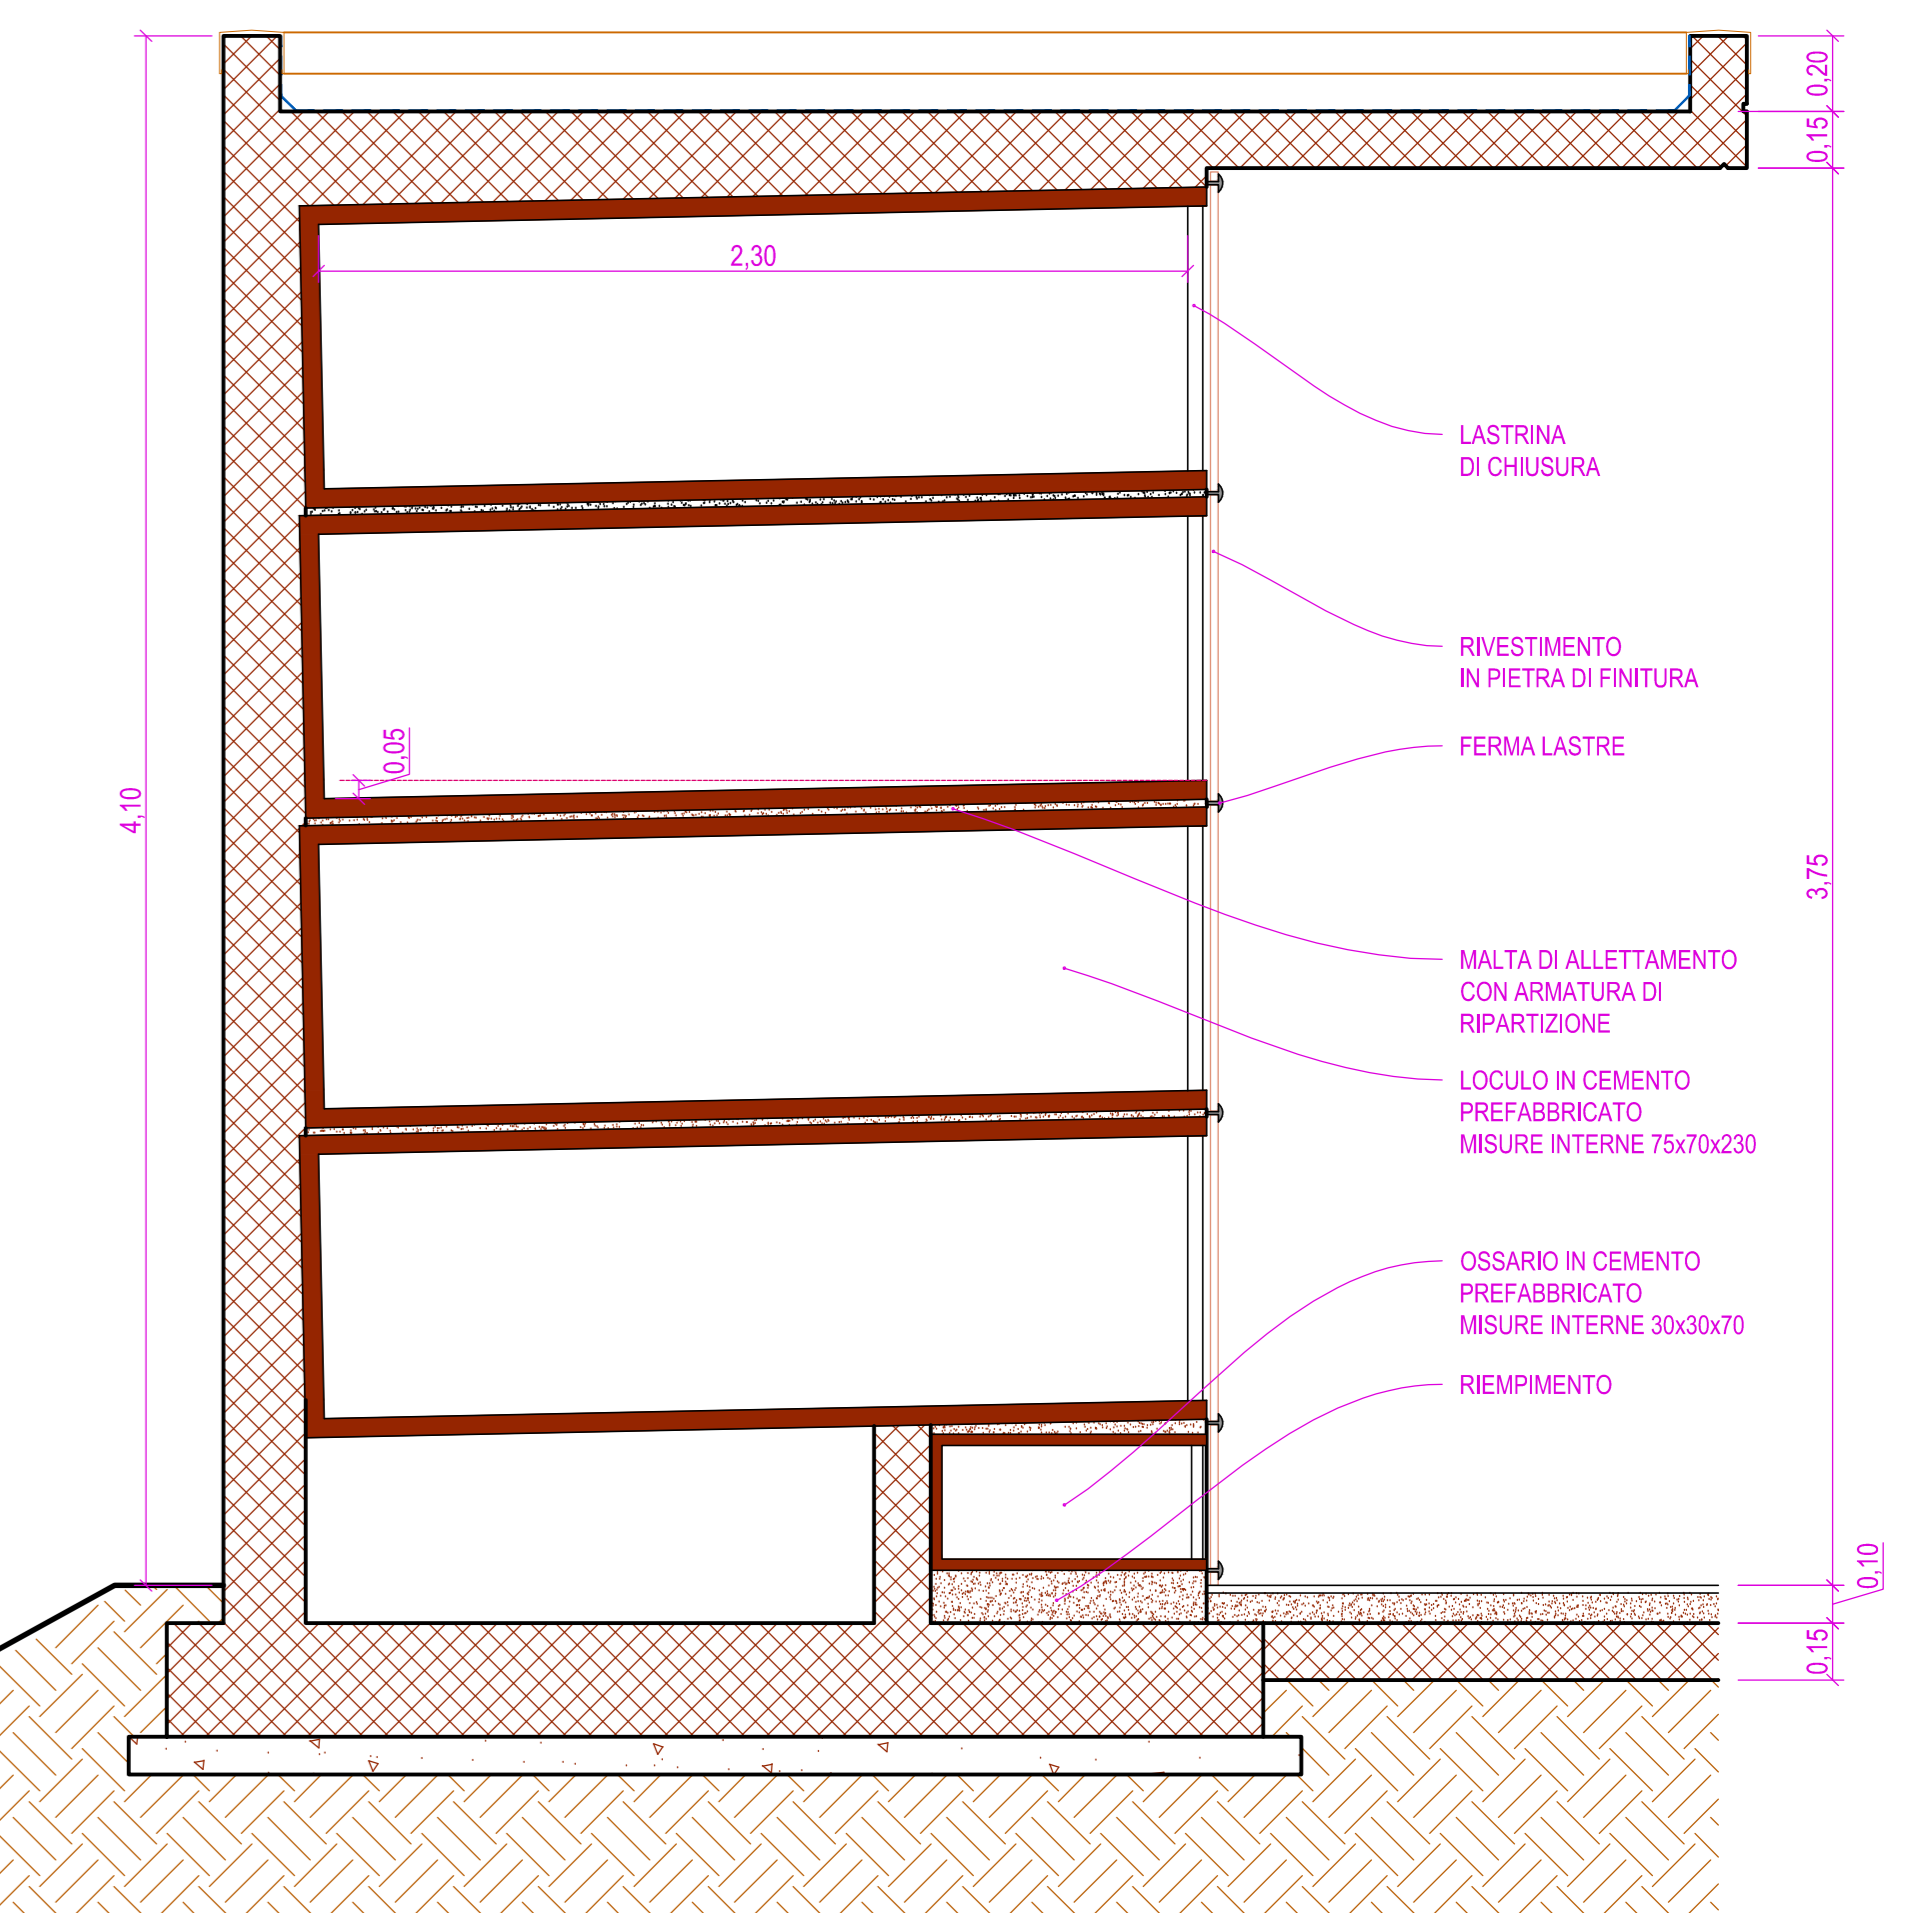 0,20
0,15
2,30
LASTRINA
DI CHIUSURA
RIVESTIMENTO
IN PIETRA DI FINITURA
0,05
FERMA LASTRE
4,10
3,75
MALTA DI ALLETTAMENTO
CON ARMATURA DI
RIPARTIZIONE
LOCULO IN CEMENTO
PREFABBRICATO
MISURE INTERNE 75x70x230
OSSARIO IN CEMENTO
PREFABBRICATO
MISURE INTERNE 30x30x70
RIEMPIMENTO
0,10
0,15